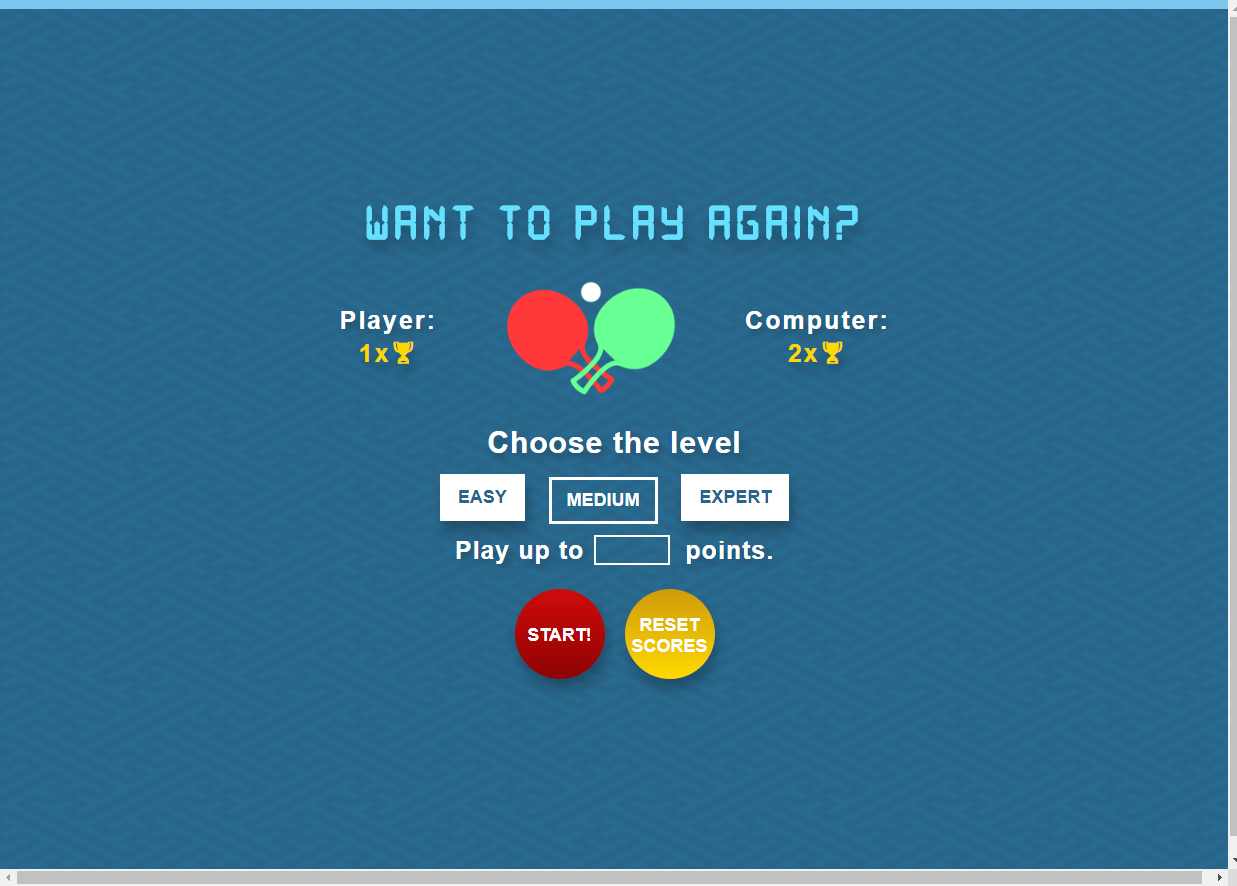 WANT TO PLAY AGAIN?
Player:
1x
Computer:
2x
Choose the level
EASY
MEDIUM
EXPERT
Play up to points.
START!
RESET
SCORES